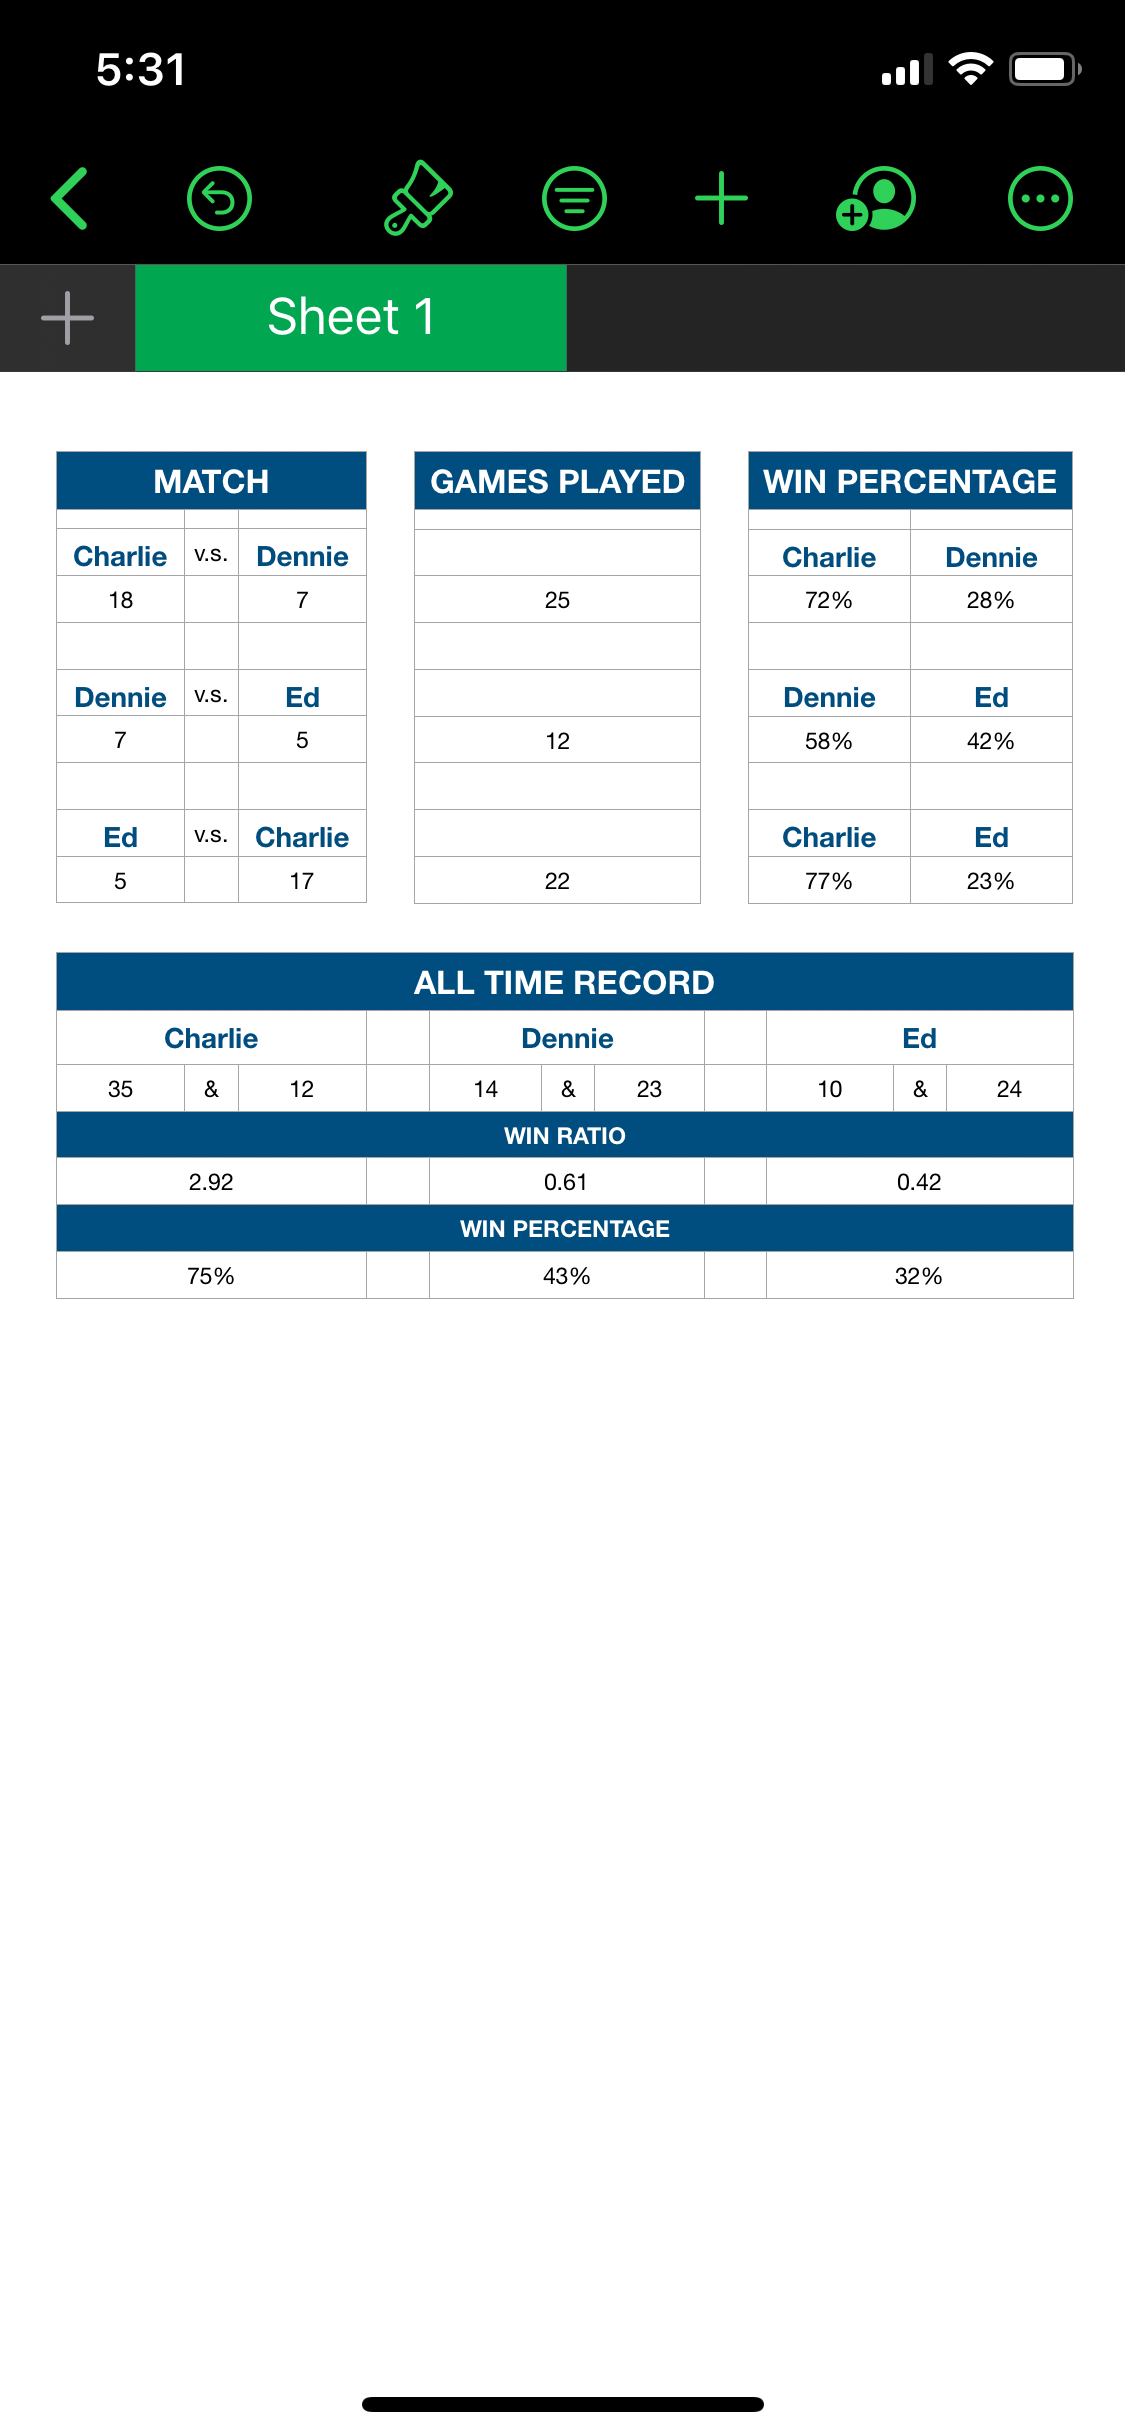 5:31
Sheet 1
MATCH GAMES PLAYED WIN PERCENTAGE
Charlie v.s. Dennie Charlie Dennie
18 7 25 72% 28%
Dennie v.s. Ed Dennie Ed
7 5 12 58% 42%
Ed v.s. Charlie Charlie Ed
5 17 22 77% 23%
ALL TIME RECORD
Charlie Dennie Ed
35 & 12 14 & 23 10 & 24
WIN RATIO
2.92 0.61 0.42
WIN PERCENTAGE
75% 43% 32%